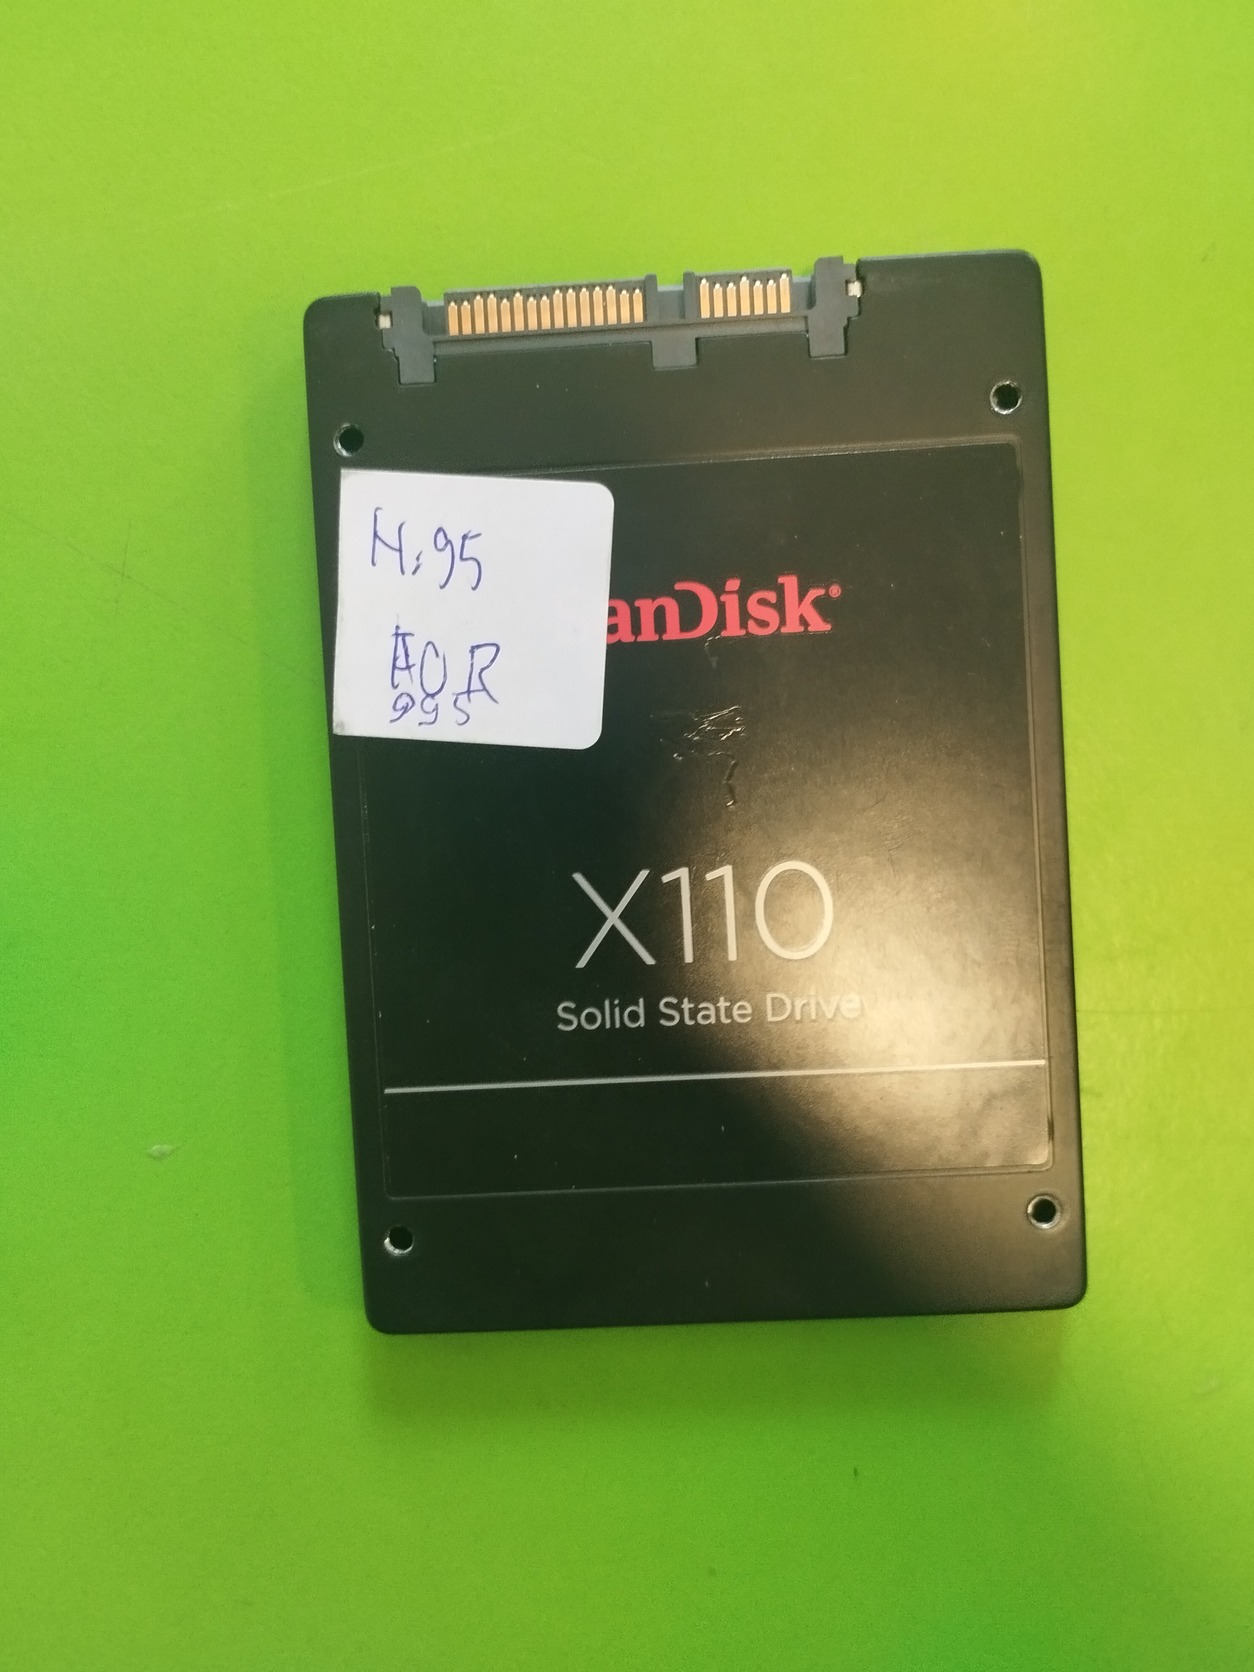 H:95
AOR
995
anDisk®
X110
Solid State Drive